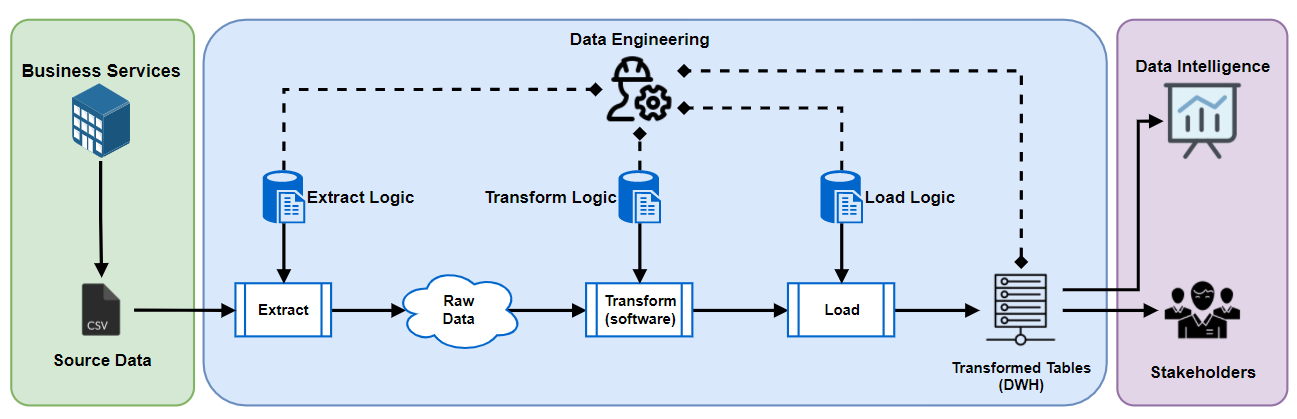 Data Engineering
Business Services
Data Intelligence
Extract Logic
Transform Logic
Load Logic
CSV
Extract
Raw
Data
Transform
(software)
Load
Source Data
Transformed Tables
(DWH)
Stakeholders